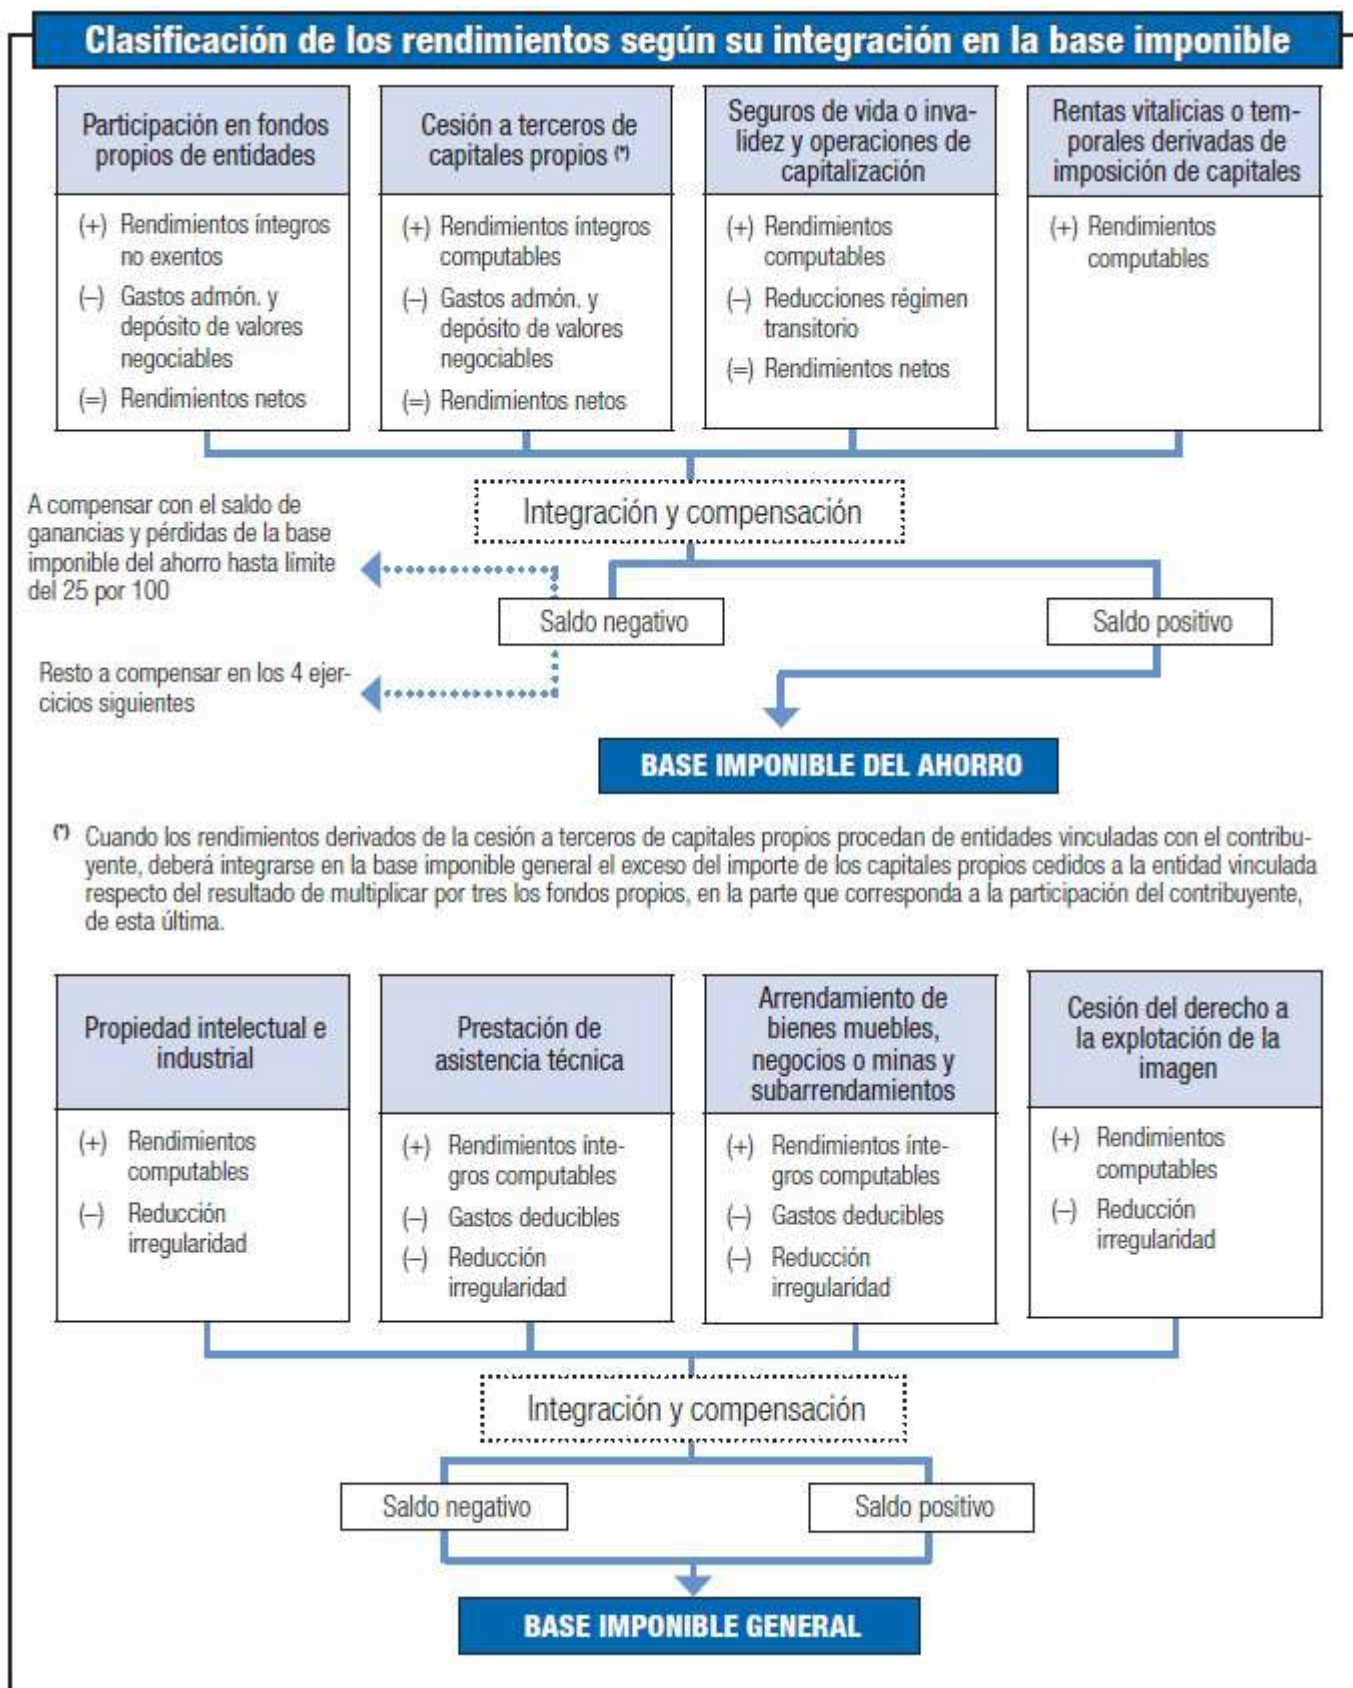 Clasificación de los rendimientos según su integración en la base imponible
Participación en fondos
propios de entidades
(+) Rendimientos íntegros
no exentos
(–) Gastos admón. y
depósito de valores
negociables
(=) Rendimientos netos
Cesión a terceros de
capitales propios (*)
(+) Rendimientos íntegros
computables
(–) Gastos admón. y
depósito de valores
negociables
(=) Rendimientos netos
Seguros de vida o inva-
lidez y operaciones de
capitalización
(+) Rendimientos
computables
(–) Reducciones régimen
transitorio
(=) Rendimientos netos
Rentas vitalicias o tem-
porales derivadas de
imposición de capitales
(+) Rendimientos
computables
Integración y compensación
A compensar con el saldo de
ganancias y pérdidas de la base
imponible del ahorro hasta límite
del 25 por 100
Saldo negativo
Saldo positivo
Resto a compensar en los 4 ejer-
cicios siguientes
BASE IMPONIBLE DEL AHORRO
(*) Cuando los rendimientos derivados de la cesión a terceros de capitales propios procedan de entidades vinculadas con el contribu-
yente, deberá integrarse en la base imponible general el exceso del importe de los capitales propios cedidos a la entidad vinculada
respecto del resultado de multiplicar por tres los fondos propios, en la parte que corresponda a la participación del contribuyente,
de esta última.
Propiedad intelectual e
industrial
(+) Rendimientos
computables
(–) Reducción
irregularidad
Prestación de
asistencia técnica
(+) Rendimientos ínte-
gros computables
(–) Gastos deducibles
(–) Reducción
irregularidad
Arrendamiento de
bienes muebles,
negocios o minas y
subarrendamientos
(+) Rendimientos ínte-
gros computables
(–) Gastos deducibles
(–) Reducción
irregularidad
Cesión del derecho a
la explotación de la
imagen
(+) Rendimientos
computables
(–) Reducción
irregularidad
Integración y compensación
Saldo negativo
Saldo positivo
BASE IMPONIBLE GENERAL